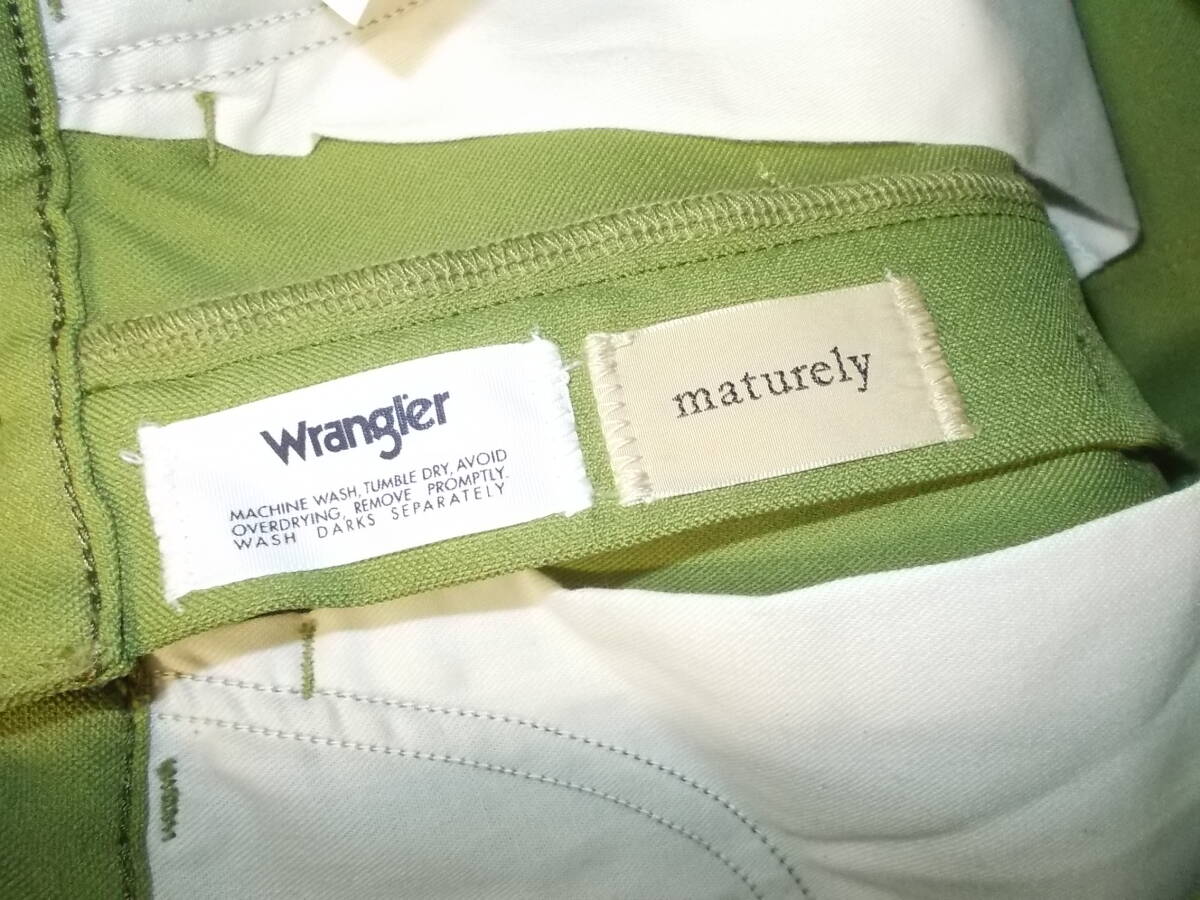 Wrangler
MACHINE WASH, TUMBLE DRY, AVOID
OVERDRYING, REMOVE PROMPTLY.
WASH DARKS SEPARATELY
maturely